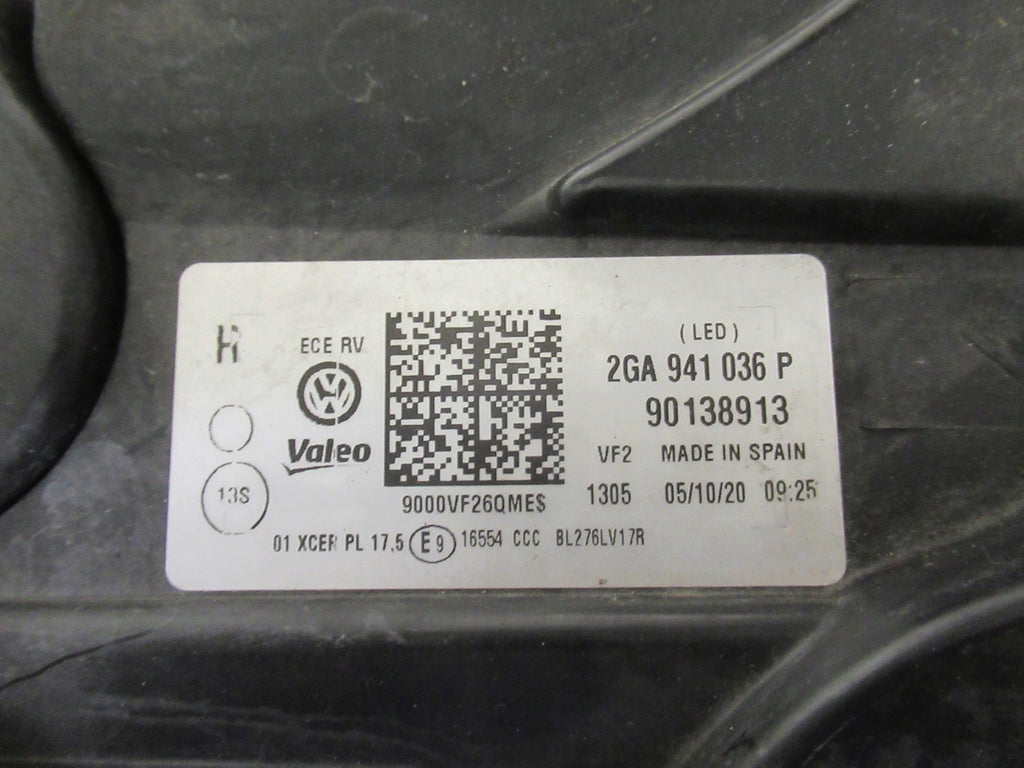 (LED)
H
ECE RV
2GA 941 036 P
90138913
Valeo
VF2 MADE IN SPAIN
13S
9000VF26QME$
1305 05/10/20 09:25
01 XCER PL 17,5 E9 16554 CCC BL276LV17R